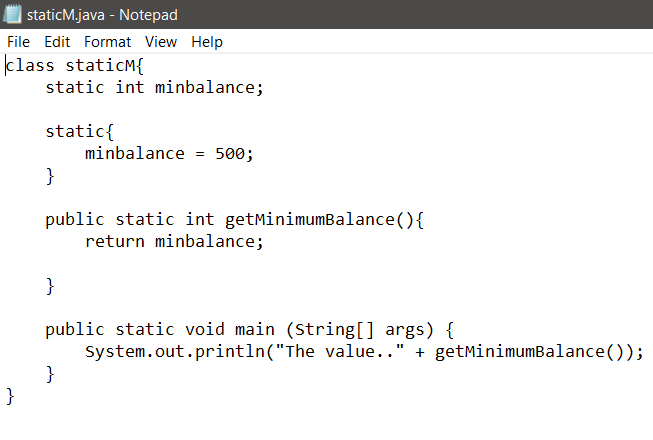 staticM.java - Notepad
File Edit Format View Help
class staticM{
    static int minbalance;

    static{
        minbalance = 500;
    }

    public static int getMinimumBalance(){
        return minbalance;

    }

    public static void main (String[] args) {
        System.out.println("The value.." + getMinimumBalance());
    }
}